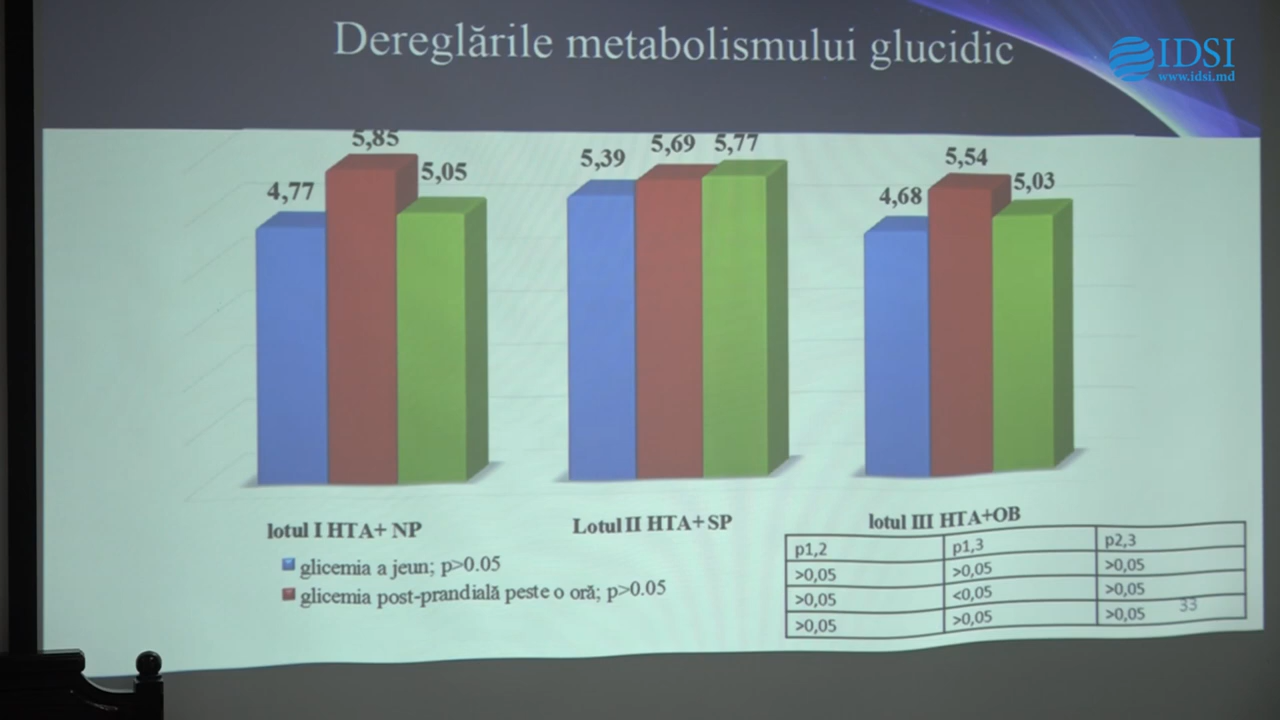 Dereglările metabolismului glucidic
IDSI
www.idsi.md
4,77
5,85
5,05
5,39
5,69
5,77
4,68
5,54
5,03
lotul I HTA+ NP
Lotul II HTA+ SP
lotul III HTA+OB
glicemia a jeun; p>0.05
glicemia post-prandială peste o oră; p>0.05
p1,2 p1,3 p2,3
>0,05 >0,05 >0,05
>0,05 <0,05 >0,05
>0,05 >0,05 >0,05
33